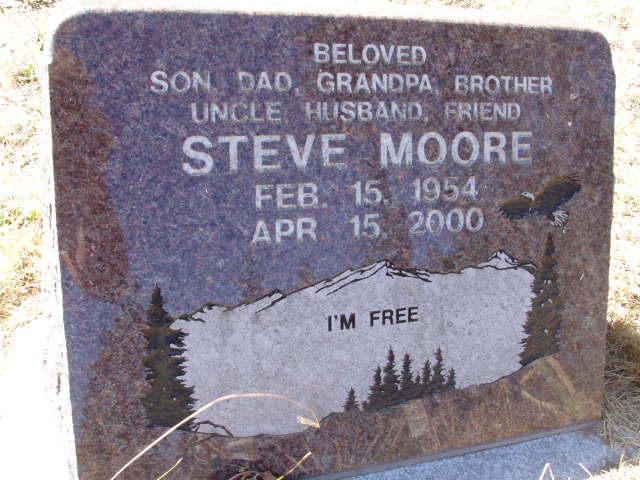 BELOVED
SON, DAD, GRANDPA, BROTHER
UNCLE, HUSBAND, FRIEND
STEVE MOORE
FEB. 15, 1954
APR. 15, 2000
I'M FREE